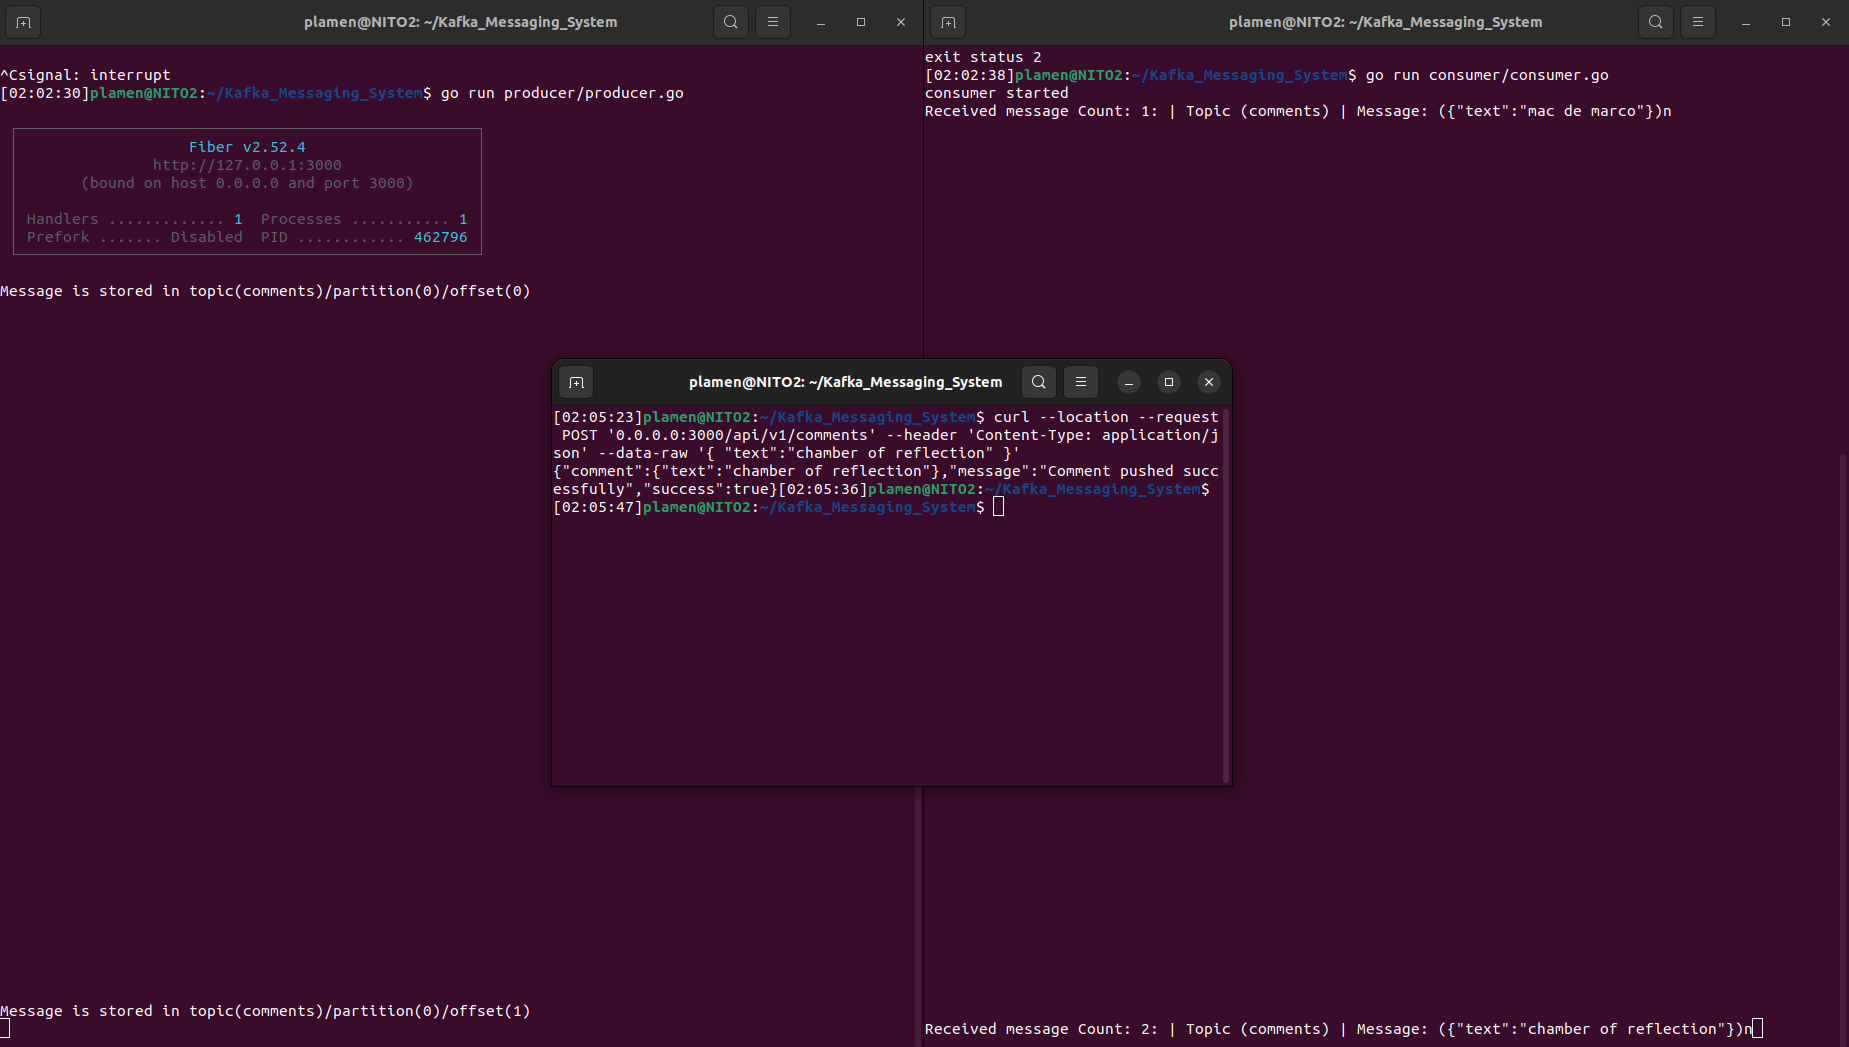 plamen@NITO2: ~/Kafka_Messaging_System
^Csignal: interrupt
[02:02:30]plamen@NITO2:~/Kafka_Messaging_System$ go run producer/producer.go
Fiber v2.52.4
http://127.0.0.1:3000
(bound on host 0.0.0.0 and port 3000)
Handlers ............. 1  Processes ........... 1
Prefork ....... Disabled  PID ............ 462796
Message is stored in topic(comments)/partition(0)/offset(0)
Message is stored in topic(comments)/partition(0)/offset(1)
plamen@NITO2: ~/Kafka_Messaging_System
exit status 2
[02:02:38]plamen@NITO2:~/Kafka_Messaging_System$ go run consumer/consumer.go
consumer started
Received message Count: 1: | Topic (comments) | Message: ({"text":"mac de marco"})n
Received message Count: 2: | Topic (comments) | Message: ({"text":"chamber of reflection"})n
plamen@NITO2: ~/Kafka_Messaging_System
[02:05:23]plamen@NITO2:~/Kafka_Messaging_System$ curl --location --request
 POST '0.0.0.0:3000/api/v1/comments' --header 'Content-Type: application/j
son' --data-raw '{ "text":"chamber of reflection" }'
{"comment":{"text":"chamber of reflection"},"message":"Comment pushed succ
essfully","success":true}[02:05:36]plamen@NITO2:~/Kafka_Messaging_System$
[02:05:47]plamen@NITO2:~/Kafka_Messaging_System$